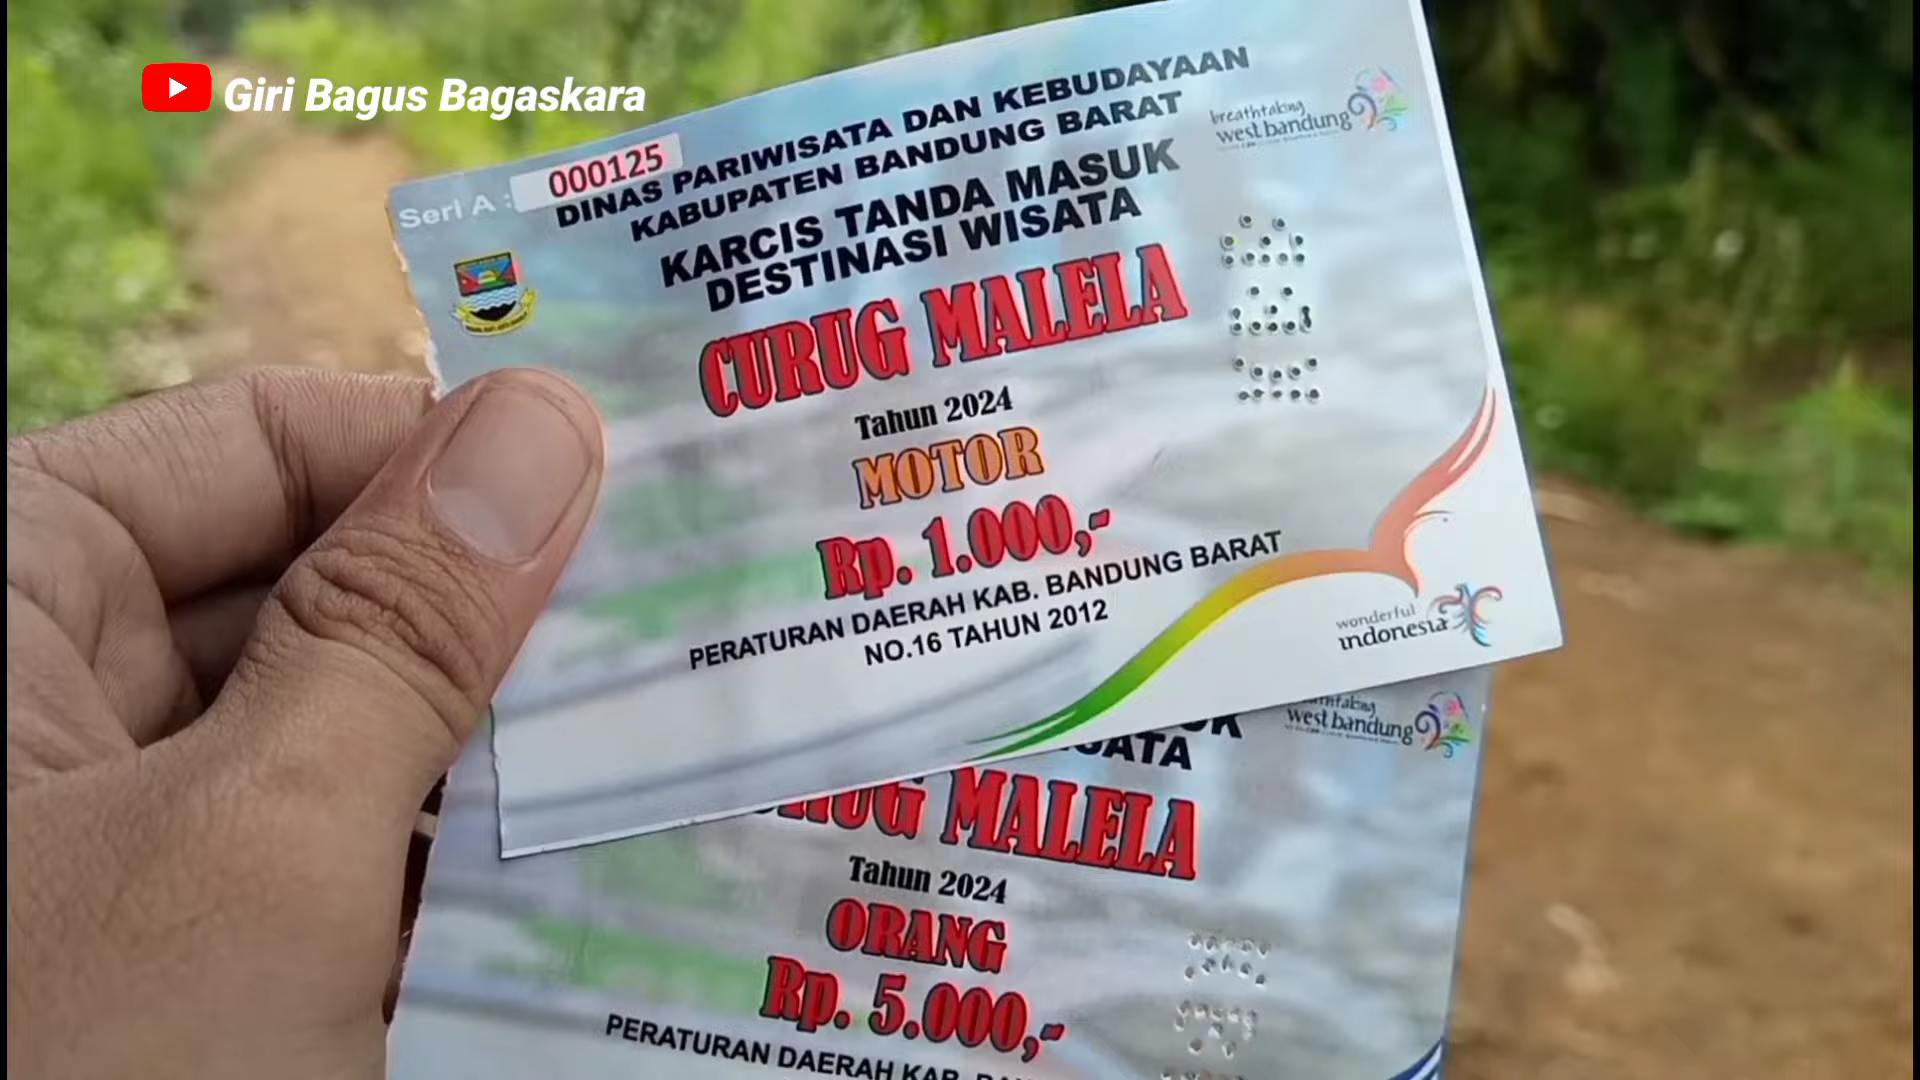 Giri Bagus Bagaskara
Seri A : 000125
DINAS PARIWISATA DAN KEBUDAYAAN
KABUPATEN BANDUNG BARAT
KARCIS TANDA MASUK
DESTINASI WISATA
CURUG MALELA
Tahun 2024
MOTOR
Rp. 1.000,-
PERATURAN DAERAH KAB. BANDUNG BARAT
NO.16 TAHUN 2012
breathtaking
west bandung
wonderful
indonesia
west bandung
MALELA
Tahun 2024
ORANG
Rp. 5.000,-
PERATURAN DAERAH KAB.